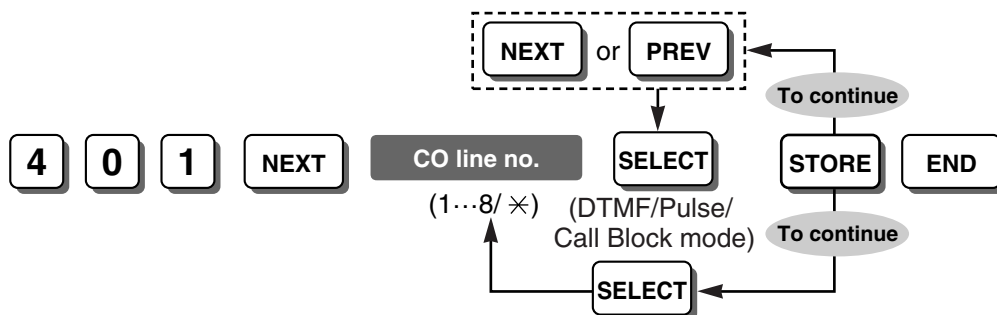 NEXT or PREV
To continue
4 0 1 NEXT CO line no. SELECT STORE END
(1···8/ ✳)
(DTMF/Pulse/
Call Block mode)
To continue
SELECT